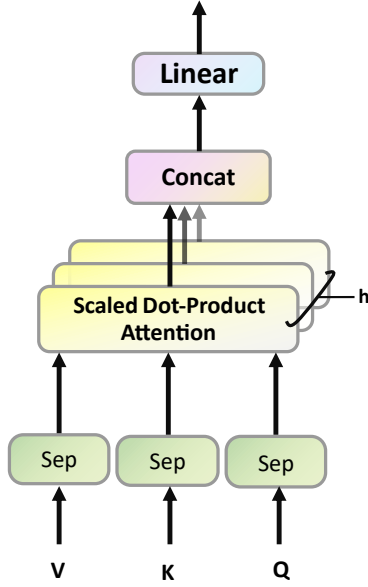 Linear
Concat
Scaled Dot-Product
Attention
h
Sep Sep Sep
V K Q